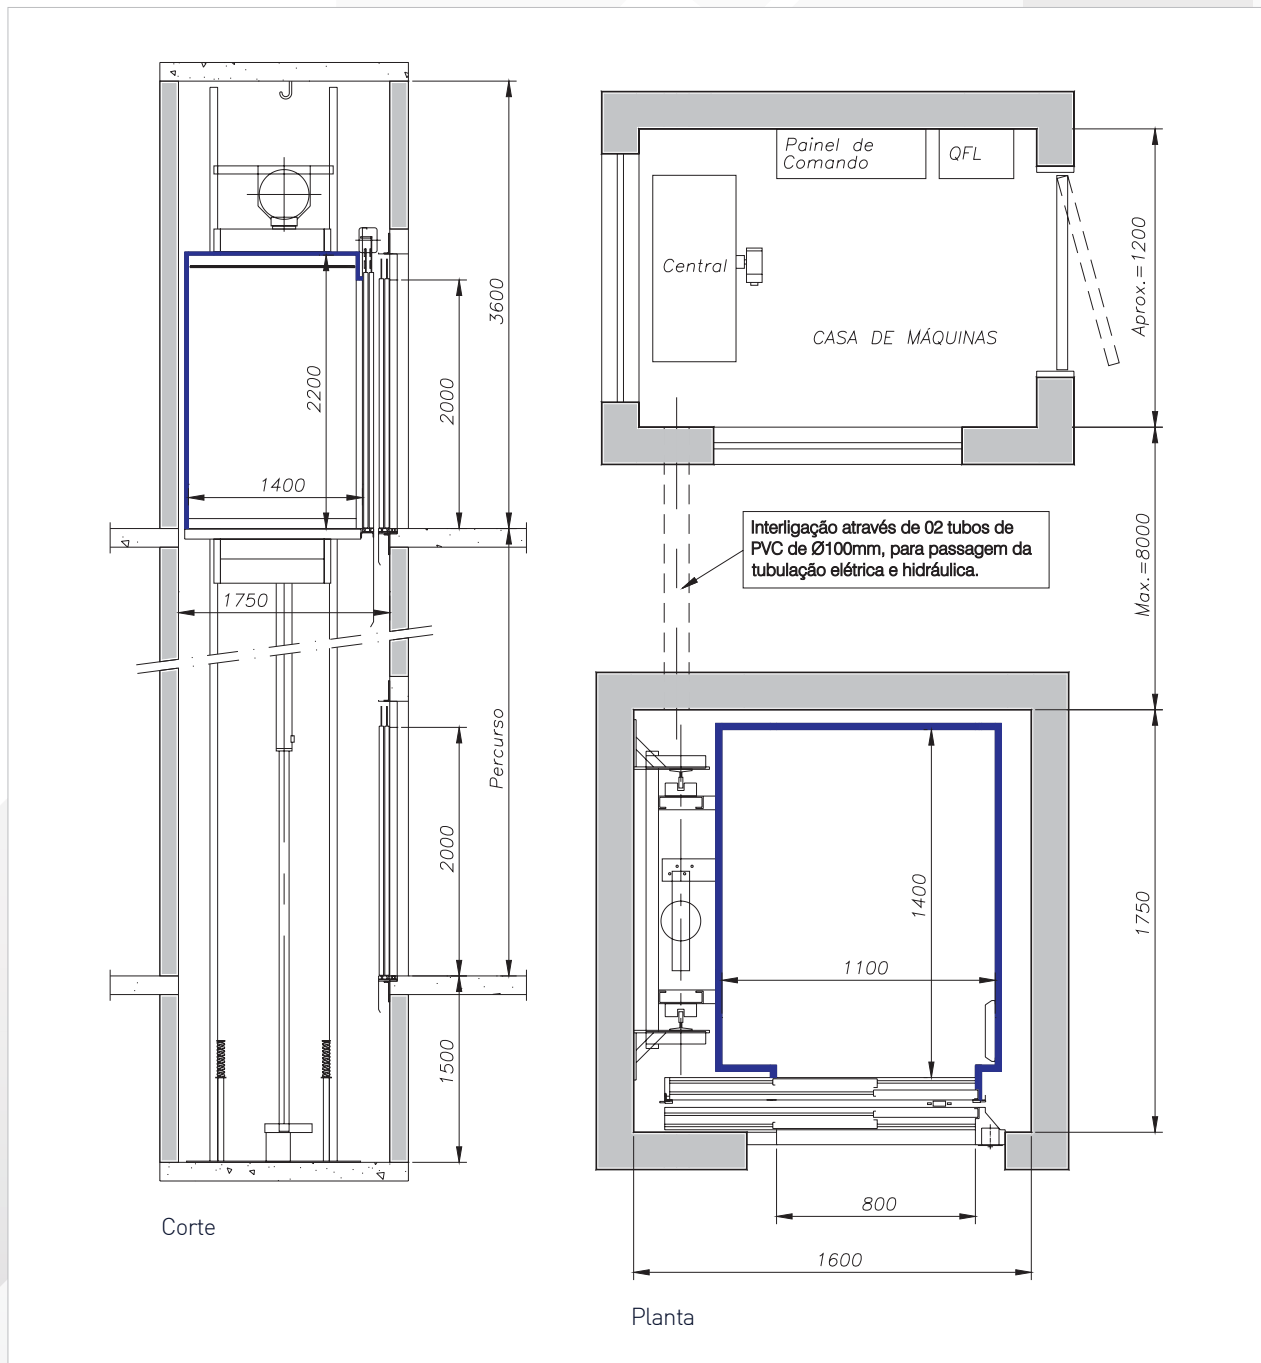 3600
2200
2000
1400
1750
Percurso
2000
1500
Corte
Painel de
Comando
QFL
Central
CASA DE MÁQUINAS
Aprox.=1200
Interligação através de 02 tubos de
PVC de Ø100mm, para passagem da
tubulação elétrica e hidráulica.
Max.=8000
1400
1100
1750
800
1600
Planta